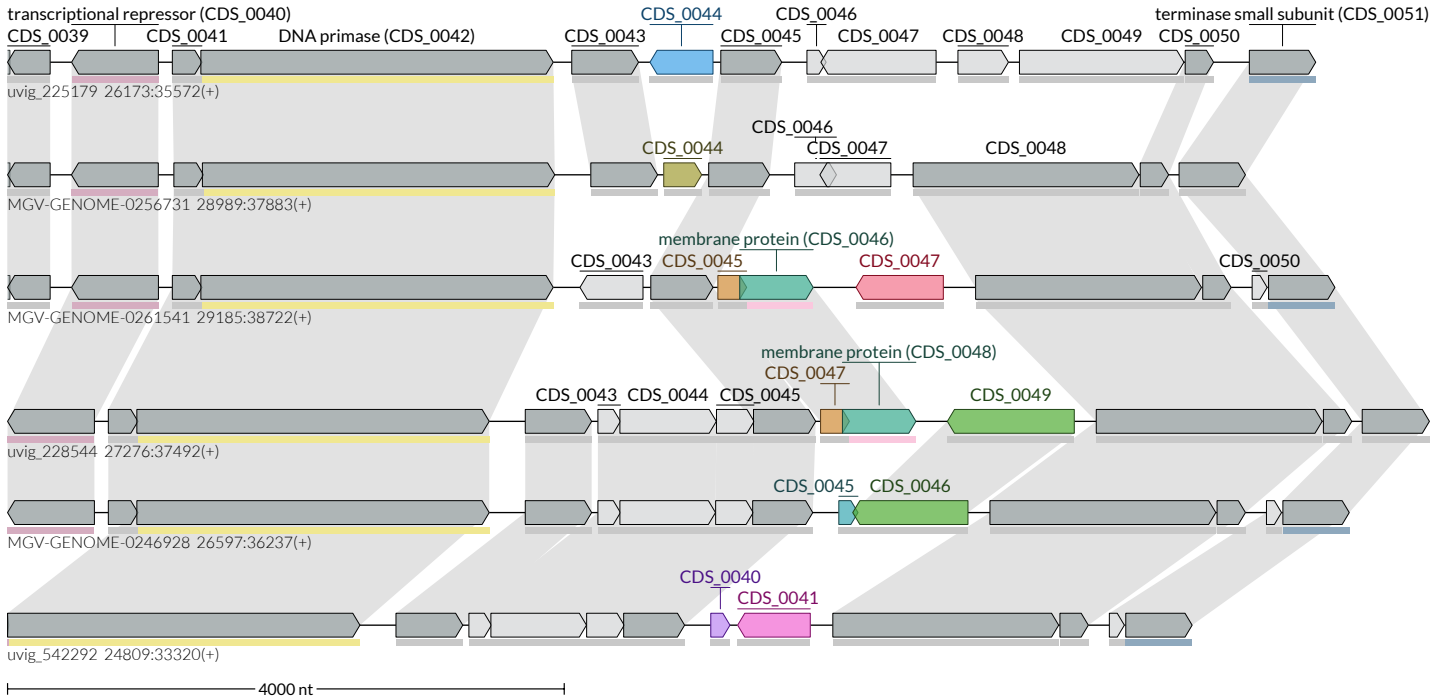 transcriptional repressor (CDS_0040) CDS_0044 CDS_0046 terminase small subunit (CDS_0051)
CDS_0039 CDS_0041 DNA primase (CDS_0042) CDS_0043 CDS_0045 CDS_0047 CDS_0048 CDS_0049 CDS_0050
uvig_225179 26173:35572(+)
CDS_0046
CDS_0044 CDS_0047 CDS_0048
MGV-GENOME-0256731 28989:37883(+)
membrane protein (CDS_0046)
CDS_0043 CDS_0045 CDS_0047 CDS_0050
MGV-GENOME-0261541 29185:38722(+)
membrane protein (CDS_0048)
CDS_0047
CDS_0043 CDS_0044 CDS_0045 CDS_0049
uvig_228544 27276:37492(+)
CDS_0045 CDS_0046
MGV-GENOME-0246928 26597:36237(+)
CDS_0040
CDS_0041
uvig_542292 24809:33320(+)
4000 nt